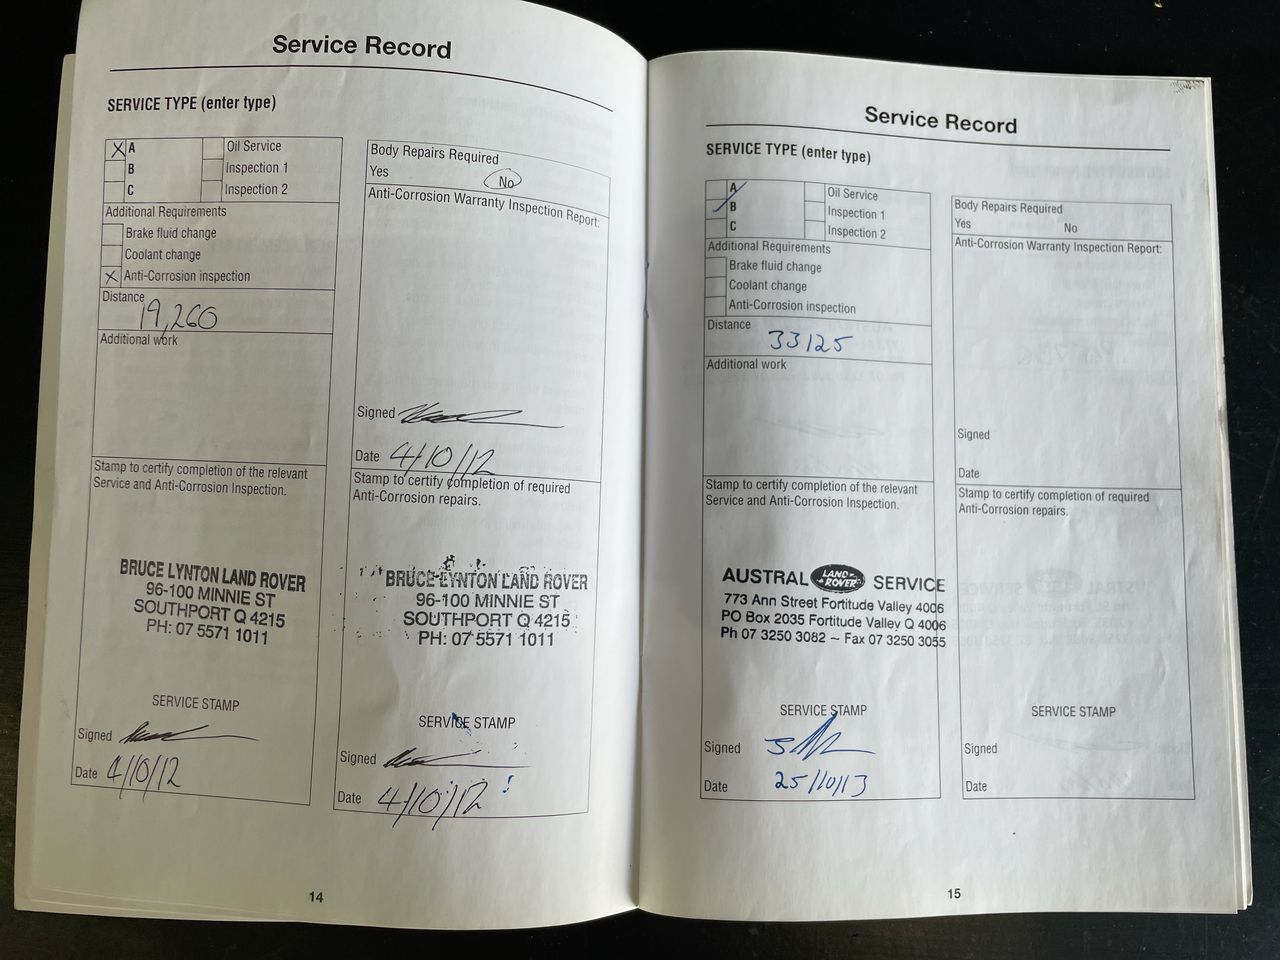 Service Record
SERVICE TYPE (enter type)
X A
B
C
Oil Service
Inspection 1
Inspection 2
Additional Requirements
Brake fluid change
Coolant change
X Anti-Corrosion inspection
Distance
19,260
Additional work
Stamp to certify completion of the relevant
Service and Anti-Corrosion Inspection.
BRUCE LYNTON LAND ROVER
96-100 MINNIE ST
SOUTHPORT Q 4215
PH: 07 5571 1011
SERVICE STAMP
Signed
Date 4/10/12
Body Repairs Required
Yes No
Anti-Corrosion Warranty Inspection Report:
Signed
Date 4/10/12
Stamp to certify completion of required
Anti-Corrosion repairs.
BRUCE LYNTON LAND ROVER
96-100 MINNIE ST
SOUTHPORT Q 4215
PH: 07 5571 1011
SERVICE STAMP
Signed
Date 4/10/12
14
Service Record
SERVICE TYPE (enter type)
A
B
C
Oil Service
Inspection 1
Inspection 2
Additional Requirements
Brake fluid change
Coolant change
Anti-Corrosion inspection
Distance
33125
Additional work
Stamp to certify completion of the relevant
Service and Anti-Corrosion Inspection.
AUSTRAL LAND ROVER SERVICE
773 Ann Street Fortitude Valley 4006
PO Box 2035 Fortitude Valley Q 4006
Ph 07 3250 3082 ~ Fax 07 3250 3055
SERVICE STAMP
Signed
Date 25/10/13
Body Repairs Required
Yes No
Anti-Corrosion Warranty Inspection Report:
Signed
Date
Stamp to certify completion of required
Anti-Corrosion repairs.
SERVICE STAMP
Signed
Date
15